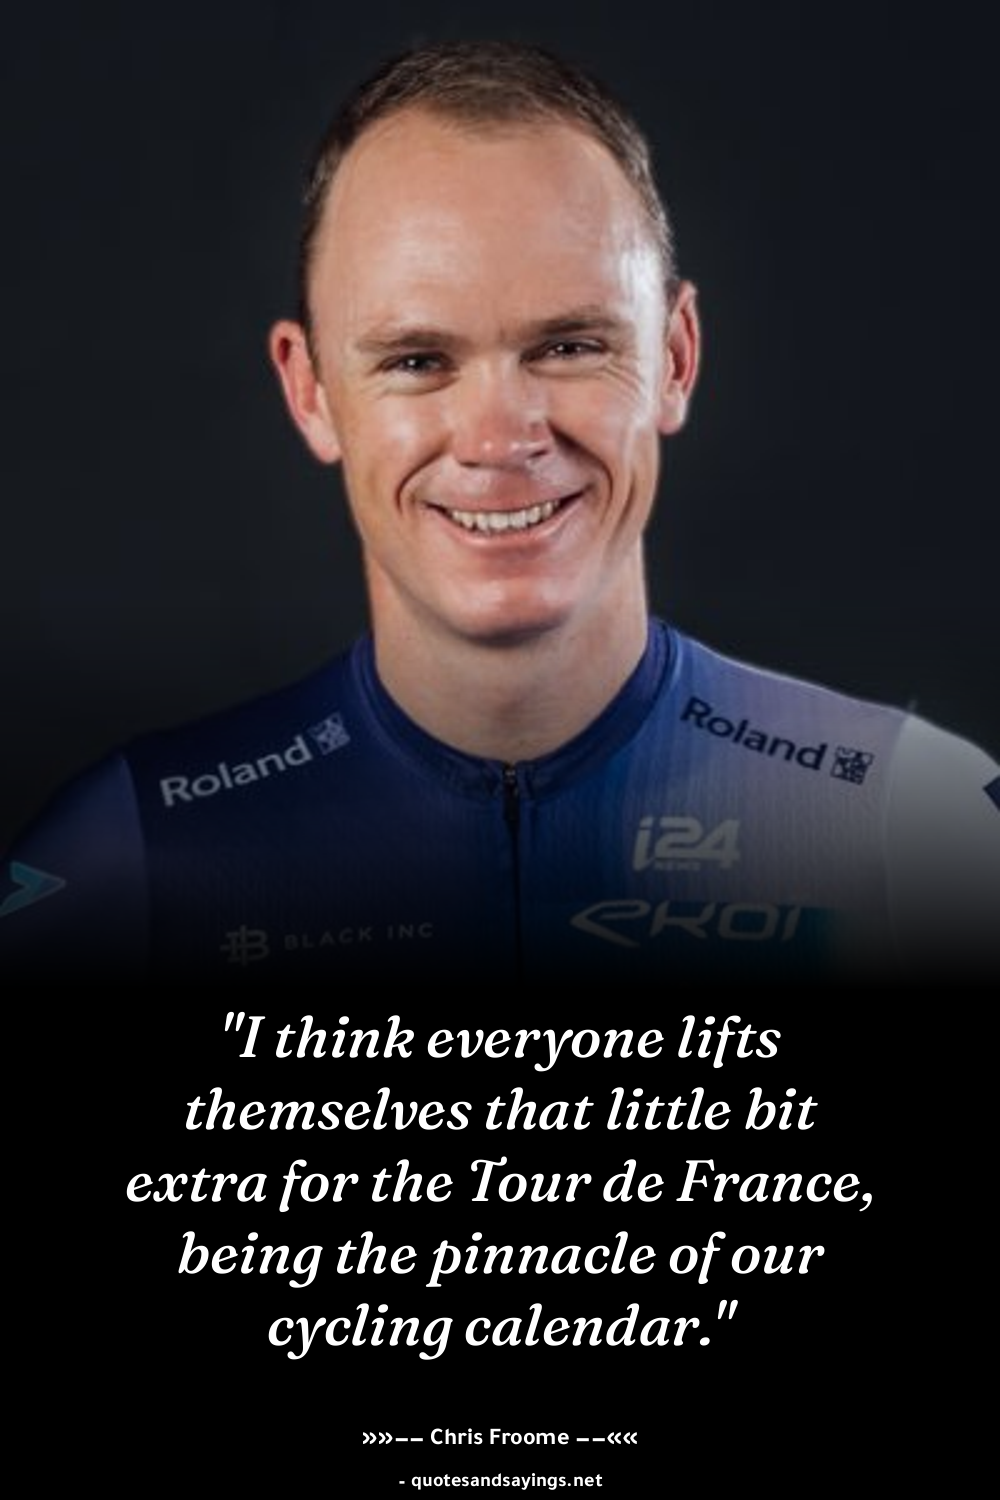 Roland
Roland
i24
NEWS
BLACK INC
EKOI
"I think everyone lifts
themselves that little bit
extra for the Tour de France,
being the pinnacle of our
cycling calendar."
»»-- Chris Froome --««
- quotesandsayings.net